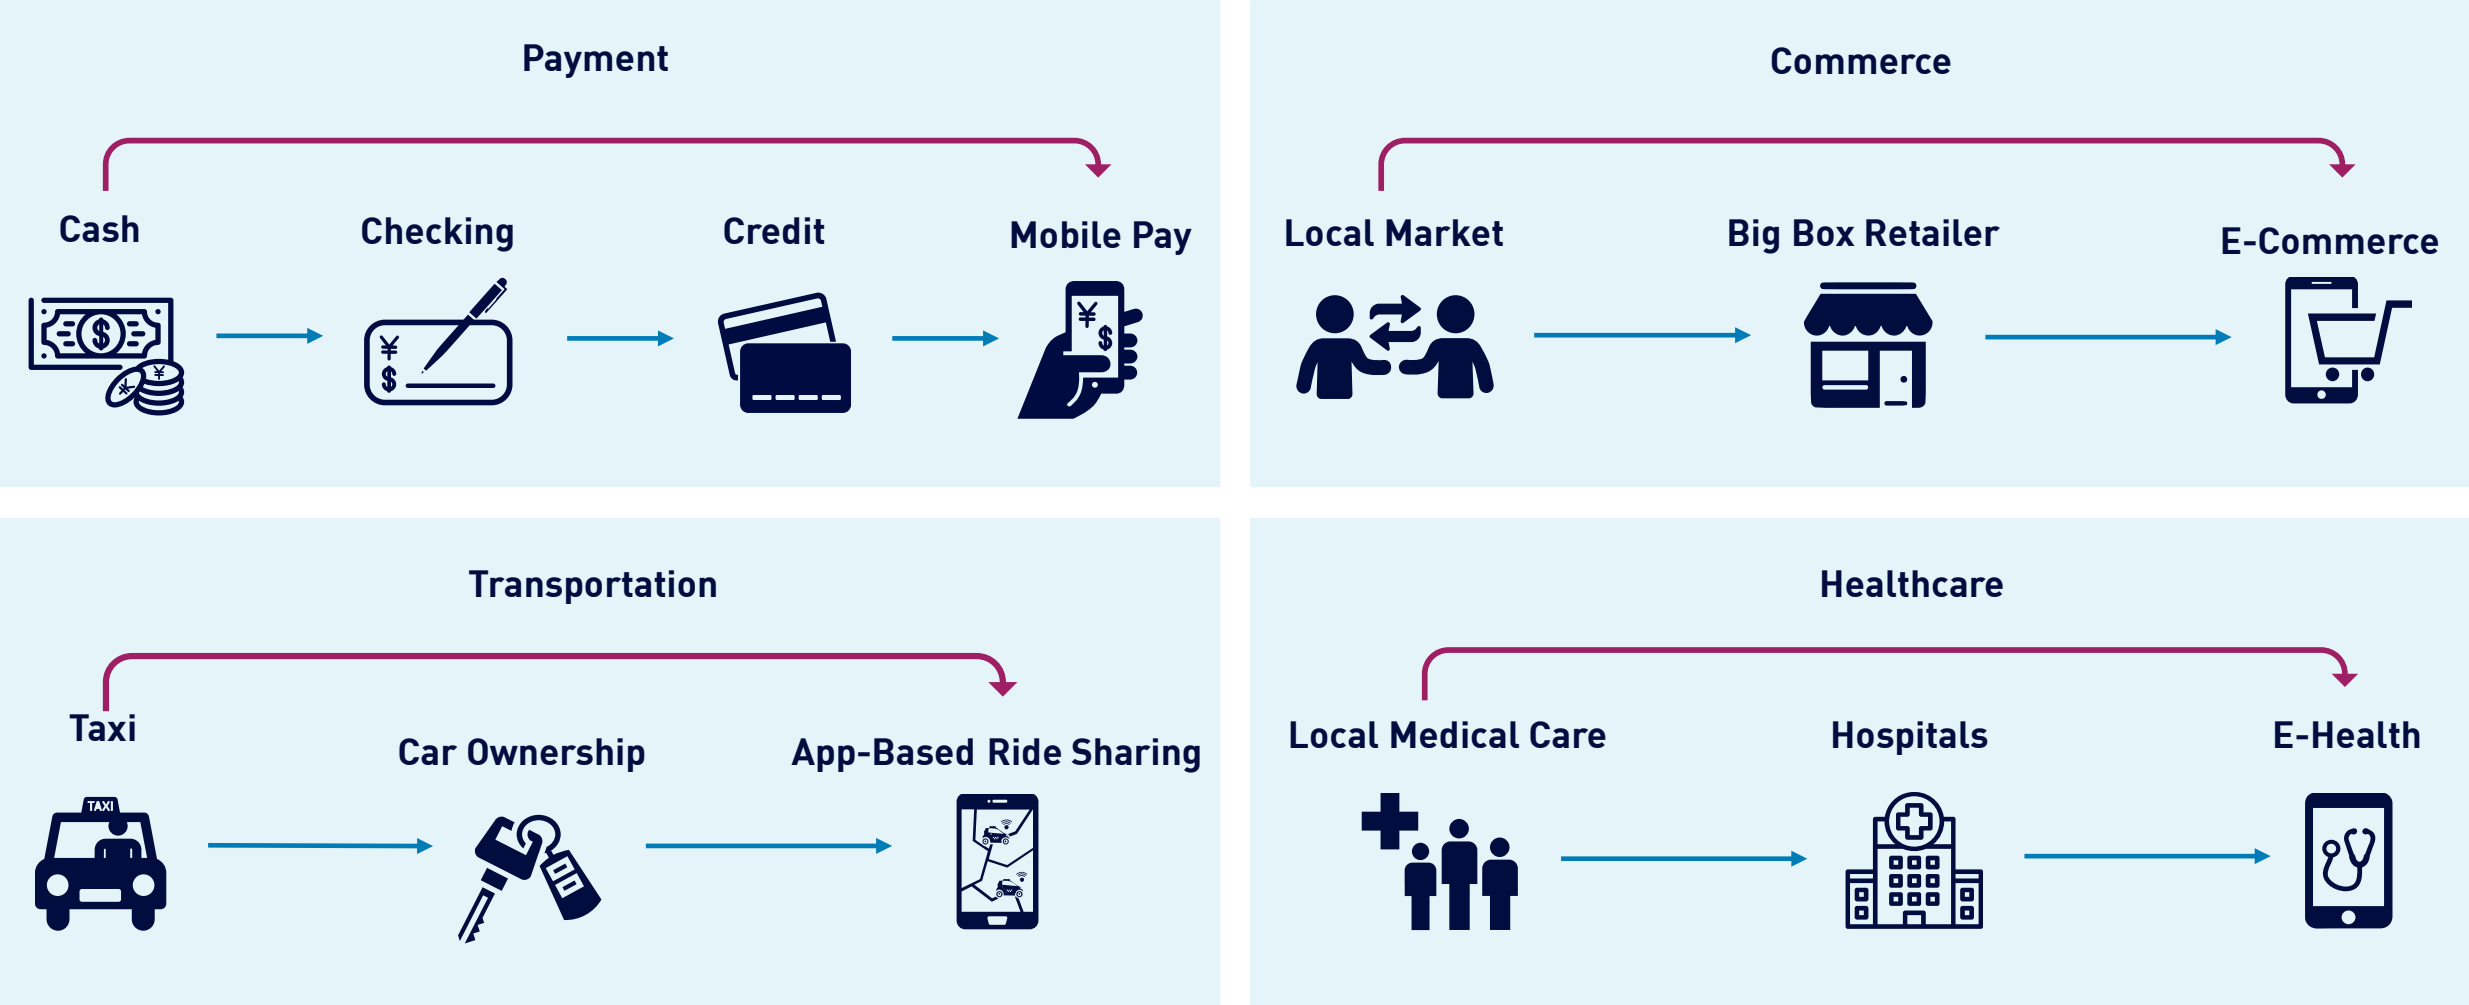 Payment
Cash
Checking
Credit
Mobile Pay
$
¥
¥
$
¥
$
Commerce
Local Market
Big Box Retailer
E-Commerce
Transportation
Taxi
Car Ownership
App-Based Ride Sharing
TAXI
Healthcare
Local Medical Care
Hospitals
E-Health